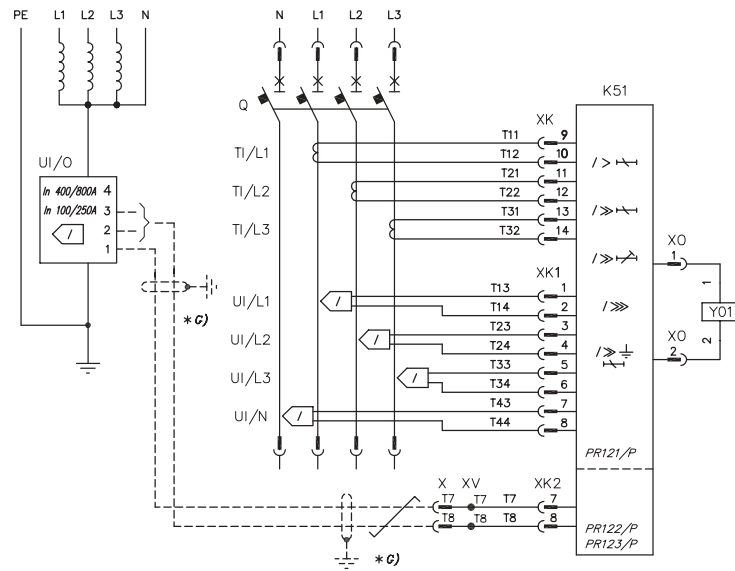 PE L1 L2 L3 N
N L1 L2 L3
K51
Q
XK
UI/O
In 400/800A 4
In 100/250A 3
/ 2
1
TI/L1
T11 9
T12 10
TI/L2
T21 11
T22 12
TI/L3
T31 13
T32 14
/>
/≫
/≫
/⋙
/≫
XO
1
1
Y01
2
XO
2
*G)
XK1
UI/L1
/
T13 1
T14 2
UI/L2
/
T23 3
T24 4
UI/L3
/
T33 5
T34 6
UI/N
/
T43 7
T44 8
PR121/P
X XV XK2
T7 T7 T7 7
T8 T8 T8 8
PR122/P
PR123/P
*G)